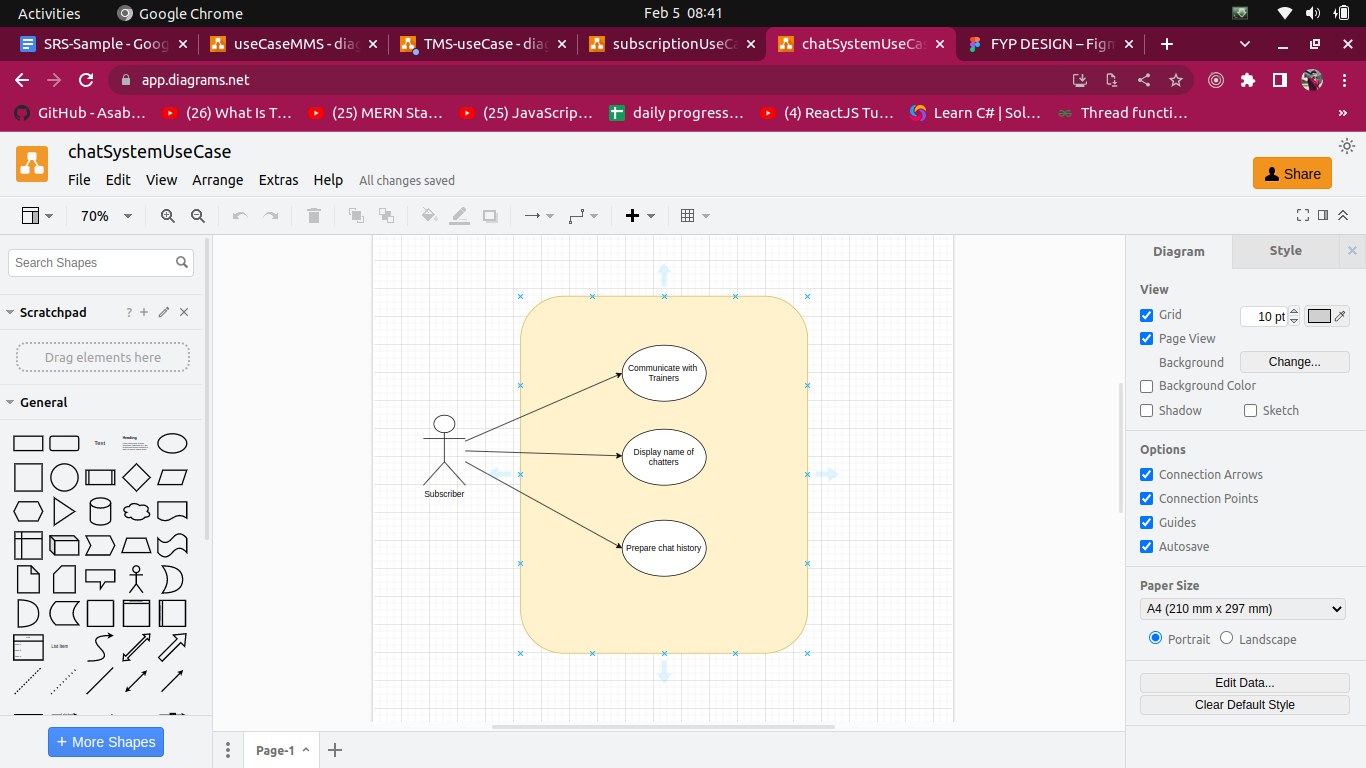 Activities
Google Chrome
Feb 5 08:41
SRS-Sample - Goog
useCaseMMS - diag
TMS-useCase - diag
subscriptionUseCa
chatSystemUseCas
FYP DESIGN – Figm
app.diagrams.net
GitHub - Asab...
(26) What Is T...
(25) MERN Sta...
(25) JavaScrip...
daily progress...
(4) ReactJS Tu...
Learn C# | Sol...
Thread functi...
»
chatSystemUseCase
File Edit View Arrange Extras Help All changes saved
Share
70%
Search Shapes
Scratchpad
?
Drag elements here
General
Text
Heading
List Item
+ More Shapes
Communicate with
Trainers
Display name of
chatters
Prepare chat history
Subscriber
Page-1
Diagram
Style
View
Grid
10 pt
Page View
Background
Change...
Background Color
Shadow
Sketch
Options
Connection Arrows
Connection Points
Guides
Autosave
Paper Size
A4 (210 mm x 297 mm)
Portrait
Landscape
Edit Data...
Clear Default Style